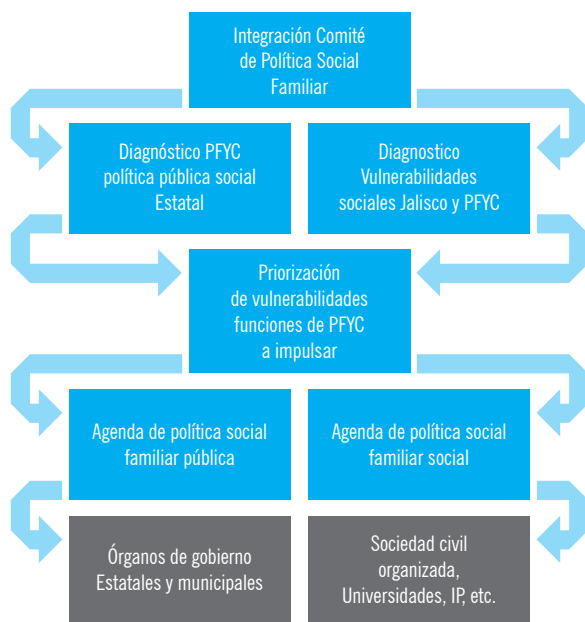 Integración Comité
de Política Social
Familiar
Diagnóstico PFYC
política pública social
Estatal
Diagnostico
Vulnerabilidades
sociales Jalisco y PFYC
Priorización
de vulnerabilidades
funciones de PFYC
a impulsar
Agenda de política social
familiar pública
Agenda de política social
familiar social
Órganos de gobierno
Estatales y municipales
Sociedad civil
organizada,
Universidades, IP, etc.